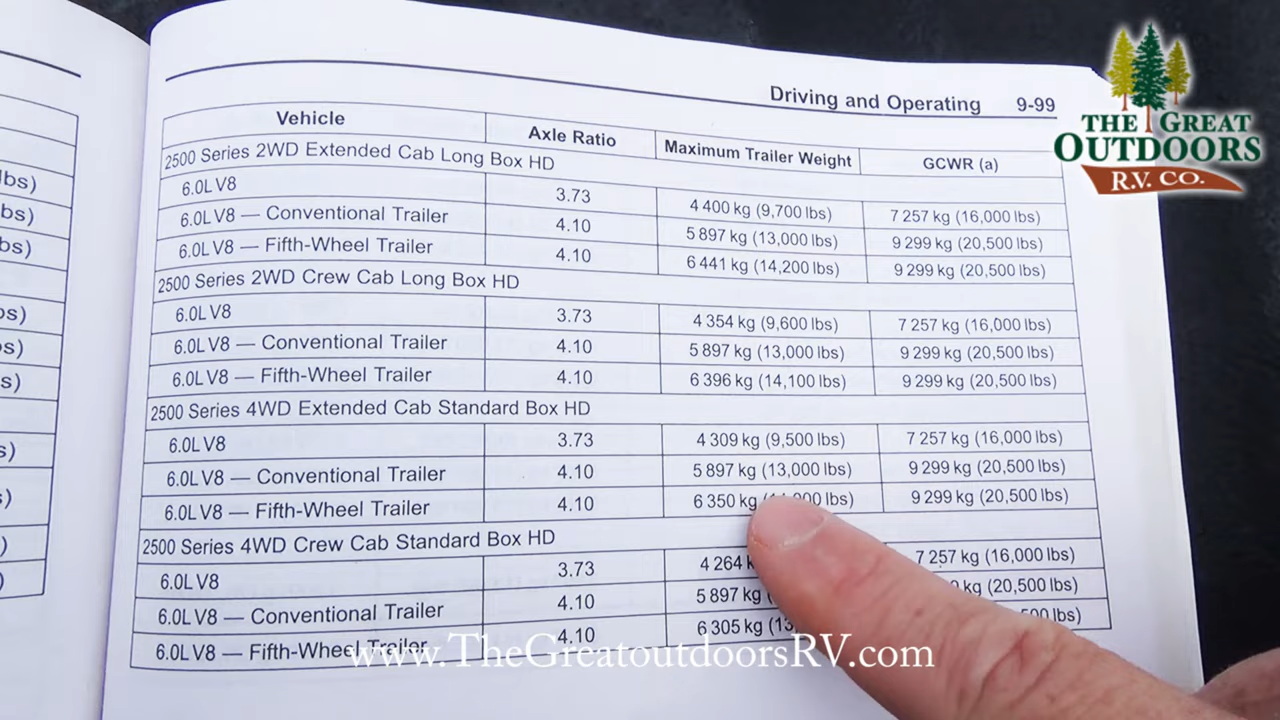 Driving and Operating 9-99
THE GREAT
OUTDOORS
R.V. CO.
Vehicle Axle Ratio Maximum Trailer Weight GCWR (a)
2500 Series 2WD Extended Cab Long Box HD
6.0L V8 3.73 4 400 kg (9,700 lbs) 7 257 kg (16,000 lbs)
6.0L V8 — Conventional Trailer 4.10 5 897 kg (13,000 lbs) 9 299 kg (20,500 lbs)
6.0L V8 — Fifth-Wheel Trailer 4.10 6 441 kg (14,200 lbs) 9 299 kg (20,500 lbs)
2500 Series 2WD Crew Cab Long Box HD
6.0L V8 3.73 4 354 kg (9,600 lbs) 7 257 kg (16,000 lbs)
6.0L V8 — Conventional Trailer 4.10 5 897 kg (13,000 lbs) 9 299 kg (20,500 lbs)
6.0L V8 — Fifth-Wheel Trailer 4.10 6 396 kg (14,100 lbs) 9 299 kg (20,500 lbs)
2500 Series 4WD Extended Cab Standard Box HD
6.0L V8 3.73 4 309 kg (9,500 lbs) 7 257 kg (16,000 lbs)
6.0L V8 — Conventional Trailer 4.10 5 897 kg (13,000 lbs) 9 299 kg (20,500 lbs)
6.0L V8 — Fifth-Wheel Trailer 4.10 6 350 kg lbs) 9 299 kg (20,500 lbs)
2500 Series 4WD Crew Cab Standard Box HD
6.0L V8 3.73 4 264 7 257 kg (16,000 lbs)
6.0L V8 — Conventional Trailer 4.10 5 897 kg kg (20,500 lbs)
6.0L V8 — Fifth-Wheel Trailer 4.10 6 305 kg lbs)
www.TheGreatoutdoorsRV.com